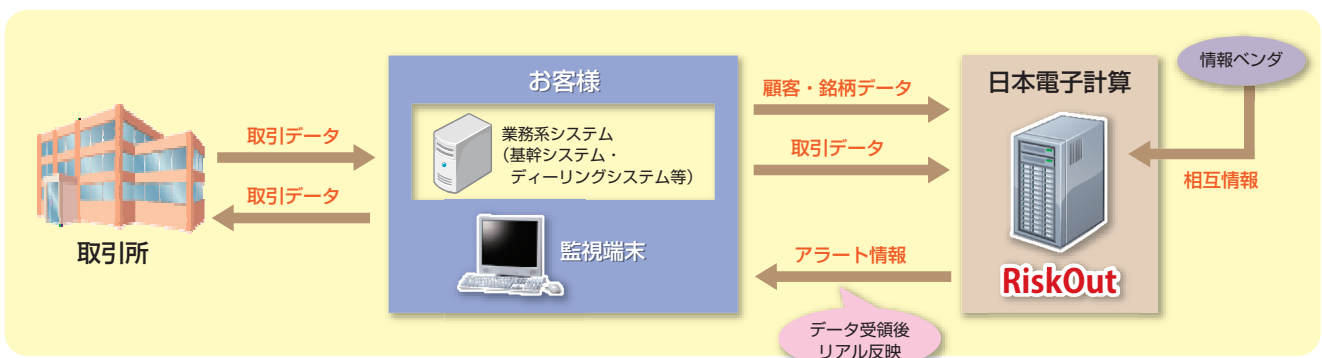 取引所
取引データ
取引データ
お客様
業務系システム
（基幹システム・
ディーリングシステム等）
監視端末
顧客・銘柄データ
取引データ
アラート情報
データ受領後
リアル反映
日本電子計算
RiskOut
情報ベンダ
相互情報